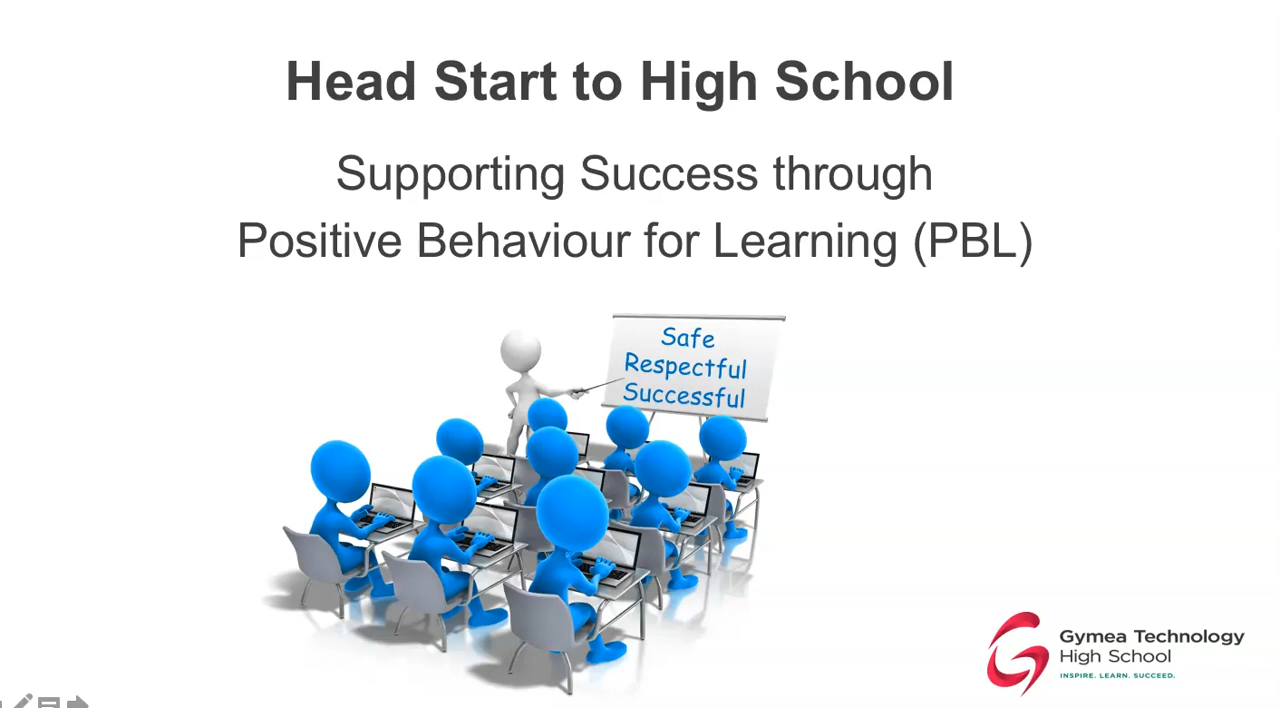 Head Start to High School
Supporting Success through
Positive Behaviour for Learning (PBL)
Safe
Respectful
Successful
Gymea Technology
High School
INSPIRE. LEARN. SUCCEED.